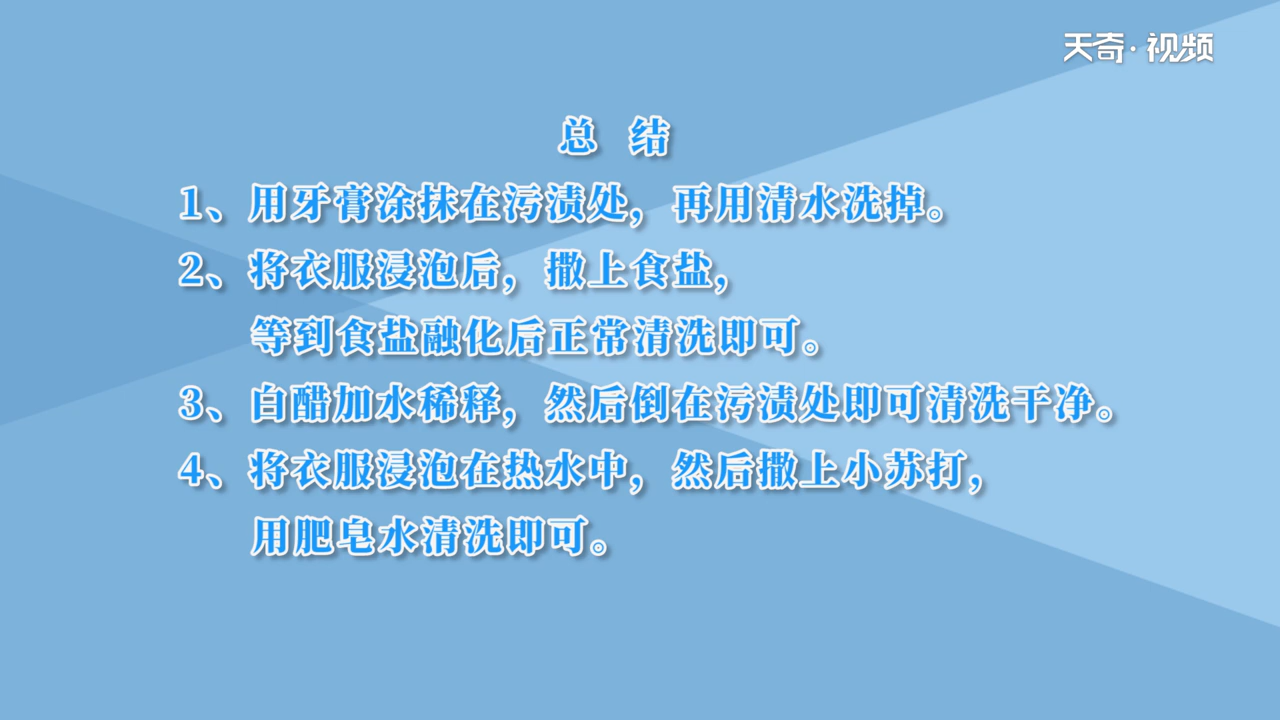 天奇·视频
总 结
1、用牙膏涂抹在污渍处，再用清水洗掉。
2、将衣服浸泡后，撒上食盐，
等到食盐融化后正常清洗即可。
3、白醋加水稀释，然后倒在污渍处即可清洗干净。
4、将衣服浸泡在热水中，然后撒上小苏打，
用肥皂水清洗即可。